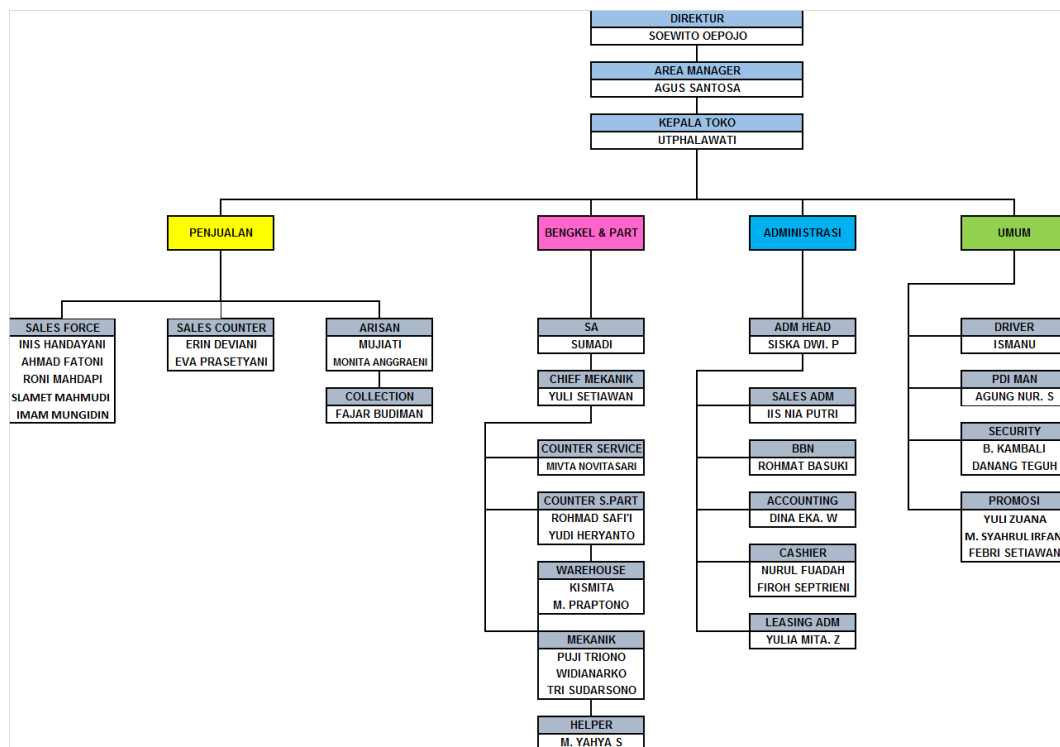 DIREKTUR
SOEWITO OEPOJO
AREA MANAGER
AGUS SANTOSA
KEPALA TOKO
UTPHALAWATI
PENJUALAN
SALES FORCE
INIS HANDAYANI
AHMAD FATONI
RONI MAHDAPI
SLAMET MAHMUDI
IMAM MUNGIDIN
SALES COUNTER
ERIN DEVIANI
EVA PRASETYANI
ARISAN
MUJIATI
MONITA ANGGRAENI
COLLECTION
FAJAR BUDIMAN
BENGKEL & PART
SA
SUMADI
CHIEF MEKANIK
YULI SETIAWAN
COUNTER SERVICE
MIVTA NOVITASARI
COUNTER S.PART
ROHMAD SAFI'I
YUDI HERYANTO
WAREHOUSE
KISMITA
M. PRAPTONO
MEKANIK
PUJI TRIONO
WIDIANARKO
TRI SUDARSONO
HELPER
M. YAHYA S
ADMINISTRASI
ADM HEAD
SISKA DWI. P
SALES ADM
IIS NIA PUTRI
BBN
ROHMAT BASUKI
ACCOUNTING
DINA EKA. W
CASHIER
NURUL FUADAH
FIROH SEPTRIENI
LEASING ADM
YULIA MITA. Z
UMUM
DRIVER
ISMANU
PDI MAN
AGUNG NUR. S
SECURITY
B. KAMBALI
DANANG TEGUH
PROMOSI
YULI ZUANA
M. SYAHRUL IRFAN
FEBRI SETIAWAN